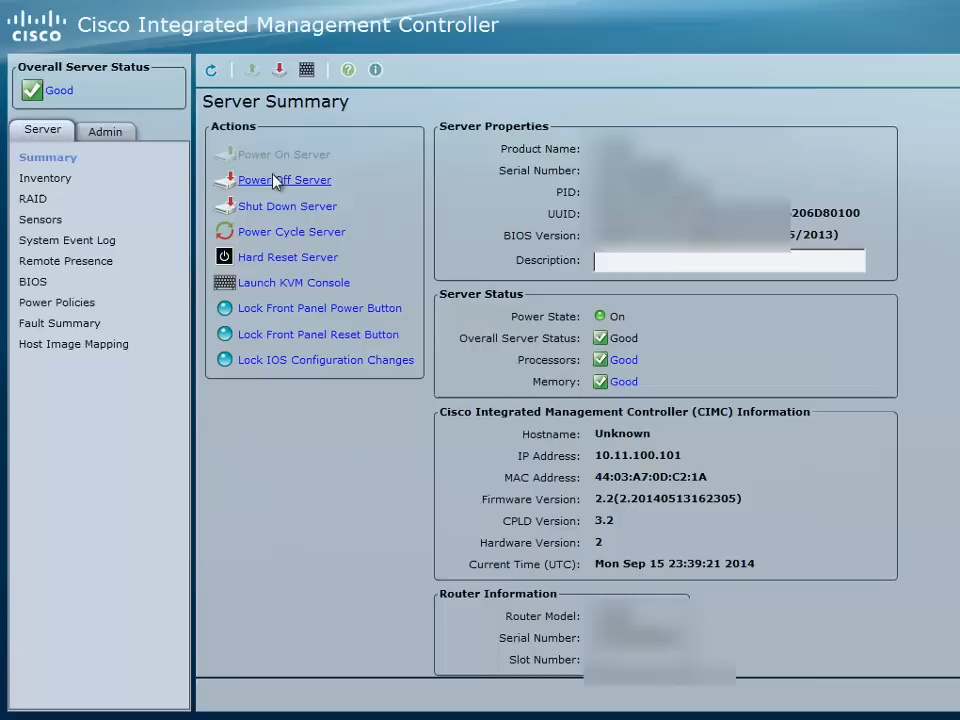 cisco
Cisco Integrated Management Controller
Overall Server Status
Good
Server
Admin
Summary
Inventory
RAID
Sensors
System Event Log
Remote Presence
BIOS
Power Policies
Fault Summary
Host Image Mapping
Server Summary
Actions
Power On Server
Power Off Server
Shut Down Server
Power Cycle Server
Hard Reset Server
Launch KVM Console
Lock Front Panel Power Button
Lock Front Panel Reset Button
Lock IOS Configuration Changes
Server Properties
Product Name:
Serial Number:
PID:
UUID: 206D80100
BIOS Version: /2013)
Description:
Server Status
Power State: On
Overall Server Status: Good
Processors: Good
Memory: Good
Cisco Integrated Management Controller (CIMC) Information
Hostname: Unknown
IP Address: 10.11.100.101
MAC Address: 44:03:A7:0D:C2:1A
Firmware Version: 2.2(2.20140513162305)
CPLD Version: 3.2
Hardware Version: 2
Current Time (UTC): Mon Sep 15 23:39:21 2014
Router Information
Router Model:
Serial Number:
Slot Number: